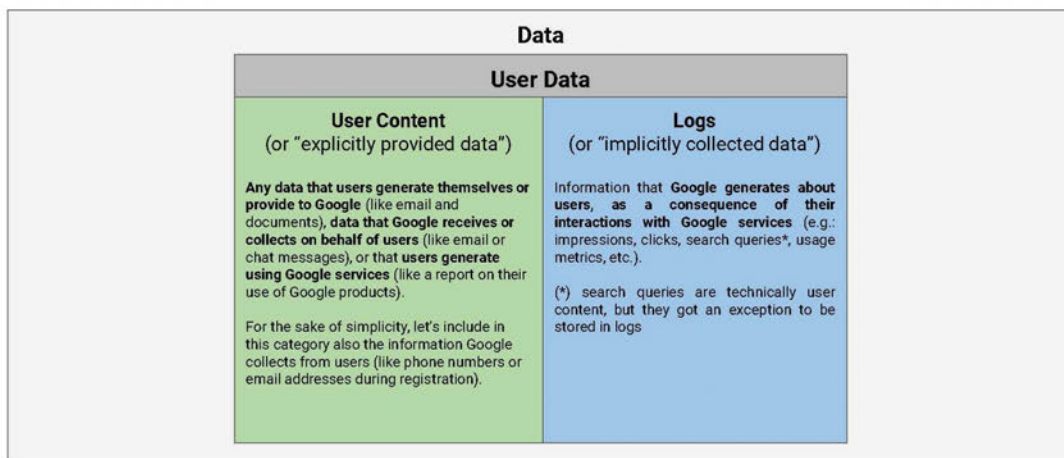 Data
User Data
User Content
(or “explicitly provided data”)
Any data that users generate themselves or
provide to Google (like email and
documents), data that Google receives or
collects on behalf of users (like email or
chat messages), or that users generate
using Google services (like a report on their
use of Google products).
For the sake of simplicity, let’s include in
this category also the information Google
collects from users (like phone numbers or
email addresses during registration).
Logs
(or “implicitly collected data”)
Information that Google generates about
users, as a consequence of their
interactions with Google services (e.g.:
impressions, clicks, search queries*, usage
metrics, etc.).
(*) search queries are technically user
content, but they got an exception to be
stored in logs